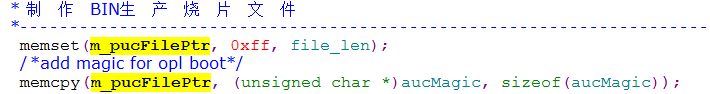 * 制 作 BIN生 产 烧 片 文 件
*---------------------------------------------------------------------
memset(m_pucFilePtr, 0xff, file_len);
/*add magic for opl boot*/
memcpy(m_pucFilePtr, (unsigned char *)aucMagic, sizeof(aucMagic));